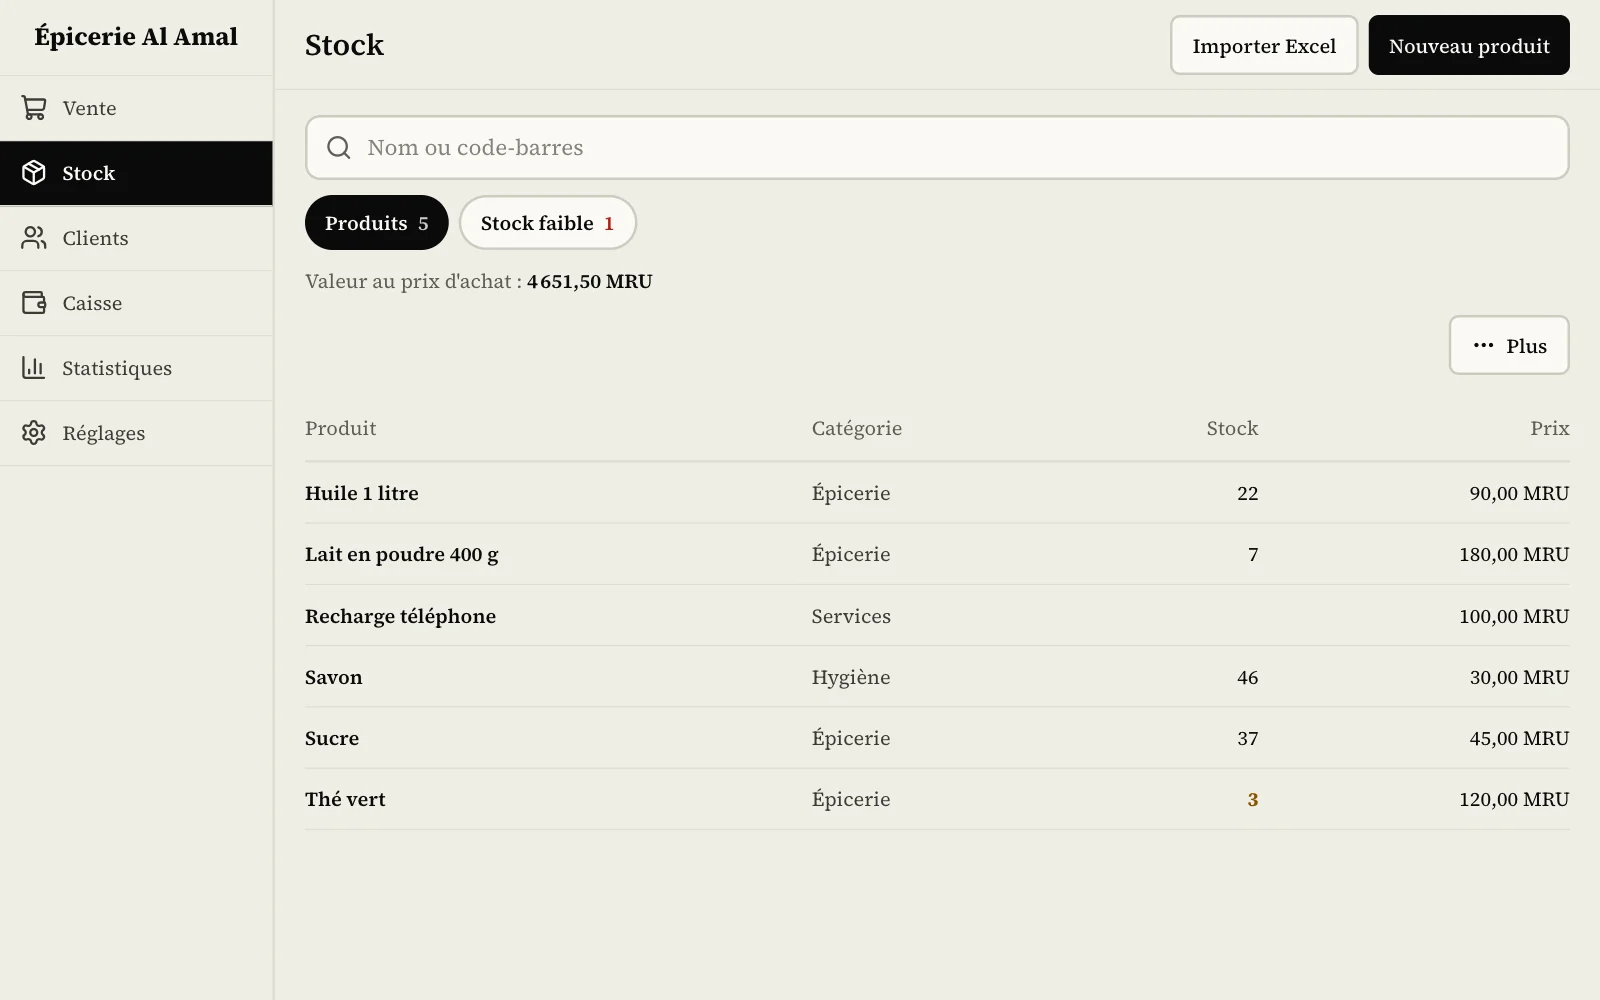 Épicerie Al Amal
Vente
Stock
Clients
Caisse
Statistiques
Réglages
Stock
Importer Excel
Nouveau produit
Nom ou code-barres
Produits 5
Stock faible 1
Valeur au prix d'achat : 4 651,50 MRU
Plus
Produit Catégorie Stock Prix
Huile 1 litre Épicerie 22 90,00 MRU
Lait en poudre 400 g Épicerie 7 180,00 MRU
Recharge téléphone Services 100,00 MRU
Savon Hygiène 46 30,00 MRU
Sucre Épicerie 37 45,00 MRU
Thé vert Épicerie 3 120,00 MRU